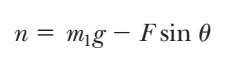 n = m₁g − F sin θ